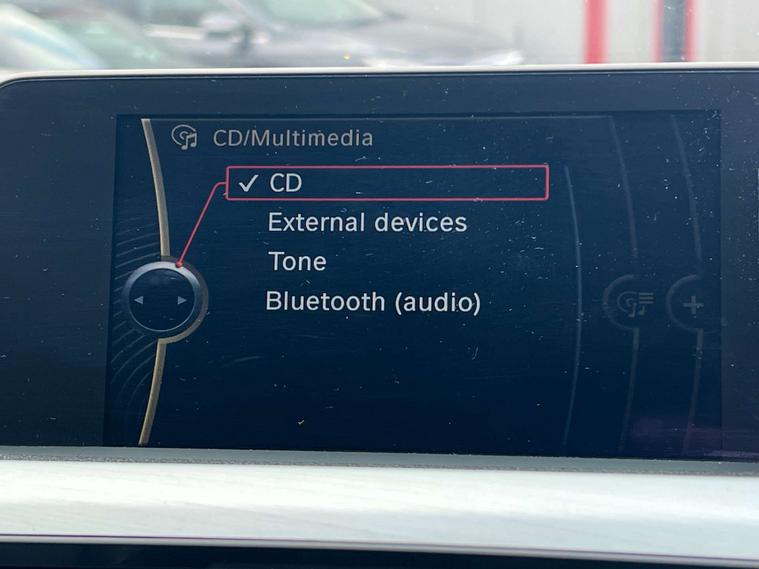 CD/Multimedia
CD
External devices
Tone
Bluetooth (audio)